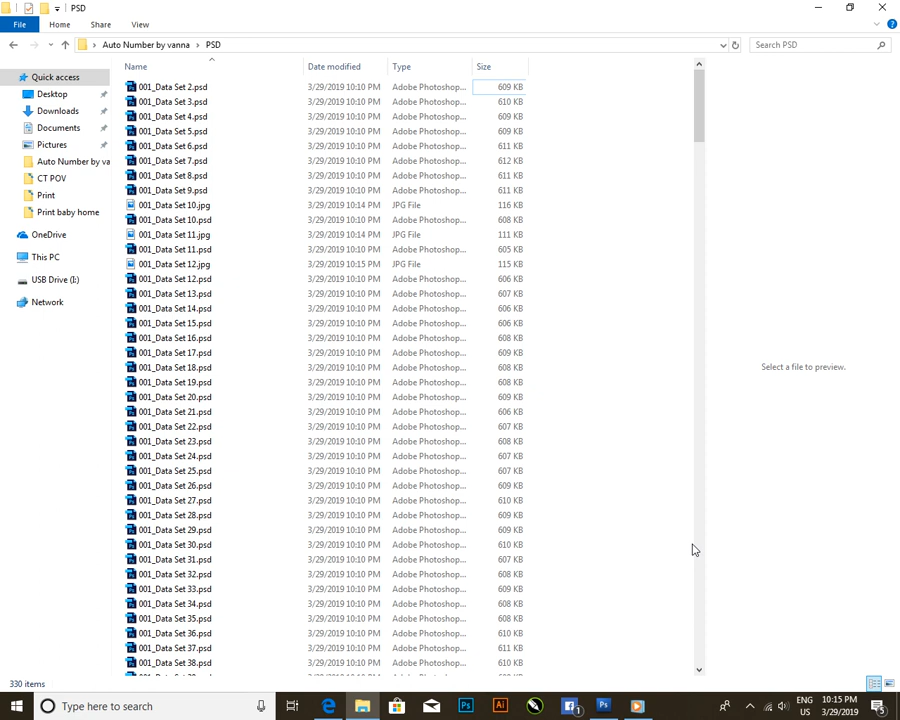 PSD
File Home Share View
Auto Number by vanna PSD Search PSD
Name Date modified Type Size
Quick access
Desktop
Downloads
Documents
Pictures
Auto Number by va
CT POV
Print
Print baby home
OneDrive
This PC
USB Drive (I:)
Network
001_Data Set 2.psd 3/29/2019 10:10 PM Adobe Photoshop... 609 KB
001_Data Set 3.psd 3/29/2019 10:10 PM Adobe Photoshop... 610 KB
001_Data Set 4.psd 3/29/2019 10:10 PM Adobe Photoshop... 609 KB
001_Data Set 5.psd 3/29/2019 10:10 PM Adobe Photoshop... 609 KB
001_Data Set 6.psd 3/29/2019 10:10 PM Adobe Photoshop... 611 KB
001_Data Set 7.psd 3/29/2019 10:10 PM Adobe Photoshop... 612 KB
001_Data Set 8.psd 3/29/2019 10:10 PM Adobe Photoshop... 611 KB
001_Data Set 9.psd 3/29/2019 10:10 PM Adobe Photoshop... 611 KB
001_Data Set 10.jpg 3/29/2019 10:14 PM JPG File 116 KB
001_Data Set 10.psd 3/29/2019 10:10 PM Adobe Photoshop... 608 KB
001_Data Set 11.jpg 3/29/2019 10:14 PM JPG File 111 KB
001_Data Set 11.psd 3/29/2019 10:10 PM Adobe Photoshop... 605 KB
001_Data Set 12.jpg 3/29/2019 10:15 PM JPG File 115 KB
001_Data Set 12.psd 3/29/2019 10:10 PM Adobe Photoshop... 606 KB
001_Data Set 13.psd 3/29/2019 10:10 PM Adobe Photoshop... 607 KB
001_Data Set 14.psd 3/29/2019 10:10 PM Adobe Photoshop... 606 KB
001_Data Set 15.psd 3/29/2019 10:10 PM Adobe Photoshop... 606 KB
001_Data Set 16.psd 3/29/2019 10:10 PM Adobe Photoshop... 608 KB
001_Data Set 17.psd 3/29/2019 10:10 PM Adobe Photoshop... 609 KB
001_Data Set 18.psd 3/29/2019 10:10 PM Adobe Photoshop... 608 KB
001_Data Set 19.psd 3/29/2019 10:10 PM Adobe Photoshop... 608 KB
001_Data Set 20.psd 3/29/2019 10:10 PM Adobe Photoshop... 609 KB
001_Data Set 21.psd 3/29/2019 10:10 PM Adobe Photoshop... 606 KB
001_Data Set 22.psd 3/29/2019 10:10 PM Adobe Photoshop... 607 KB
001_Data Set 23.psd 3/29/2019 10:10 PM Adobe Photoshop... 608 KB
001_Data Set 24.psd 3/29/2019 10:10 PM Adobe Photoshop... 607 KB
001_Data Set 25.psd 3/29/2019 10:10 PM Adobe Photoshop... 607 KB
001_Data Set 26.psd 3/29/2019 10:10 PM Adobe Photoshop... 609 KB
001_Data Set 27.psd 3/29/2019 10:10 PM Adobe Photoshop... 610 KB
001_Data Set 28.psd 3/29/2019 10:10 PM Adobe Photoshop... 609 KB
001_Data Set 29.psd 3/29/2019 10:10 PM Adobe Photoshop... 609 KB
001_Data Set 30.psd 3/29/2019 10:10 PM Adobe Photoshop... 610 KB
001_Data Set 31.psd 3/29/2019 10:10 PM Adobe Photoshop... 607 KB
001_Data Set 32.psd 3/29/2019 10:10 PM Adobe Photoshop... 608 KB
001_Data Set 33.psd 3/29/2019 10:10 PM Adobe Photoshop... 609 KB
001_Data Set 34.psd 3/29/2019 10:10 PM Adobe Photoshop... 608 KB
001_Data Set 35.psd 3/29/2019 10:10 PM Adobe Photoshop... 608 KB
001_Data Set 36.psd 3/29/2019 10:10 PM Adobe Photoshop... 610 KB
001_Data Set 37.psd 3/29/2019 10:10 PM Adobe Photoshop... 611 KB
001_Data Set 38.psd 3/29/2019 10:10 PM Adobe Photoshop... 610 KB
Select a file to preview.
330 items
Type here to search
ENG 10:15 PM
US 3/29/2019